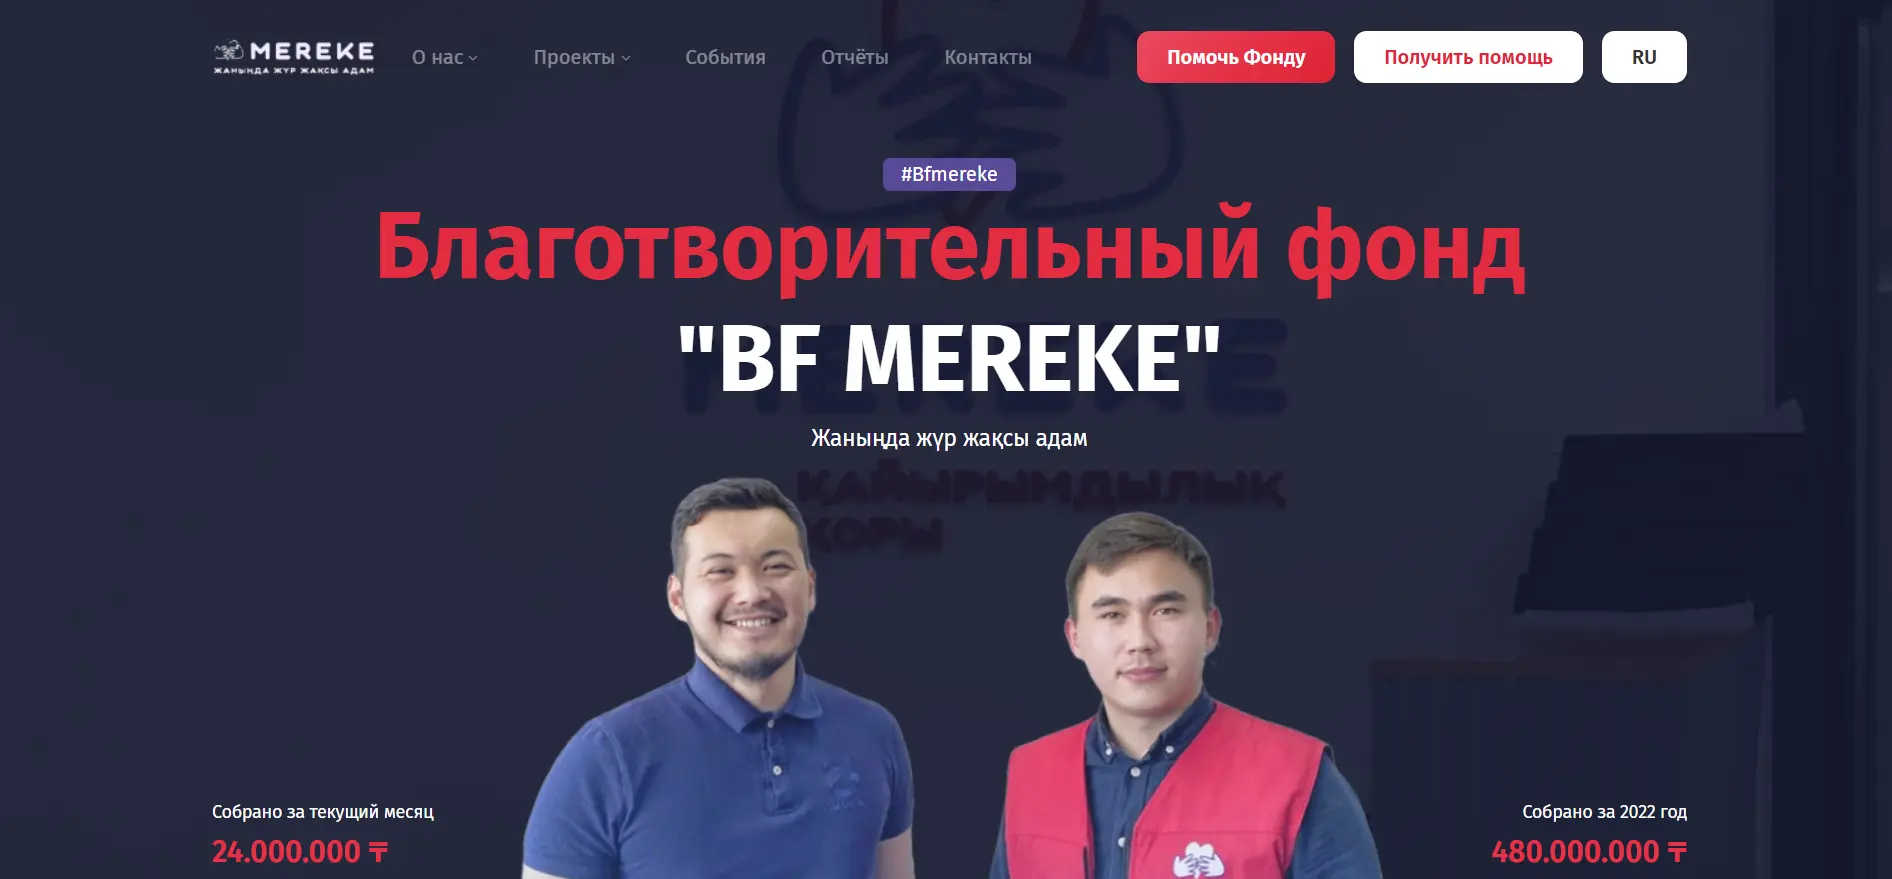 MEREKE
ЖАНЫҢДА ЖҮР ЖАҚСЫ АДАМ
О нас
Проекты
События
Отчёты
Контакты
Помочь Фонду
Получить помощь
RU
#Bfmereke
Благотворительный фонд
"BF MEREKE"
Жаныңда жүр жақсы адам
MEREKE
ҚАЙЫРЫМДЫЛЫҚ
ҚОРЫ
Собрано за текущий месяц
24.000.000 ₸
Собрано за 2022 год
480.000.000 ₸